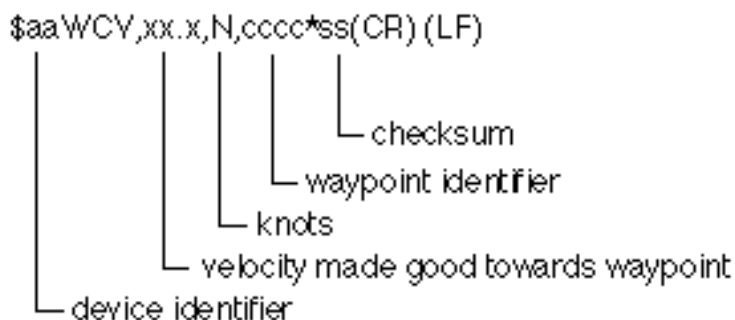 $aaWCV,xx.x,N,cccc*ss(CR)(LF)
checksum
waypoint identifier
knots
velocity made good towards waypoint
device identifier